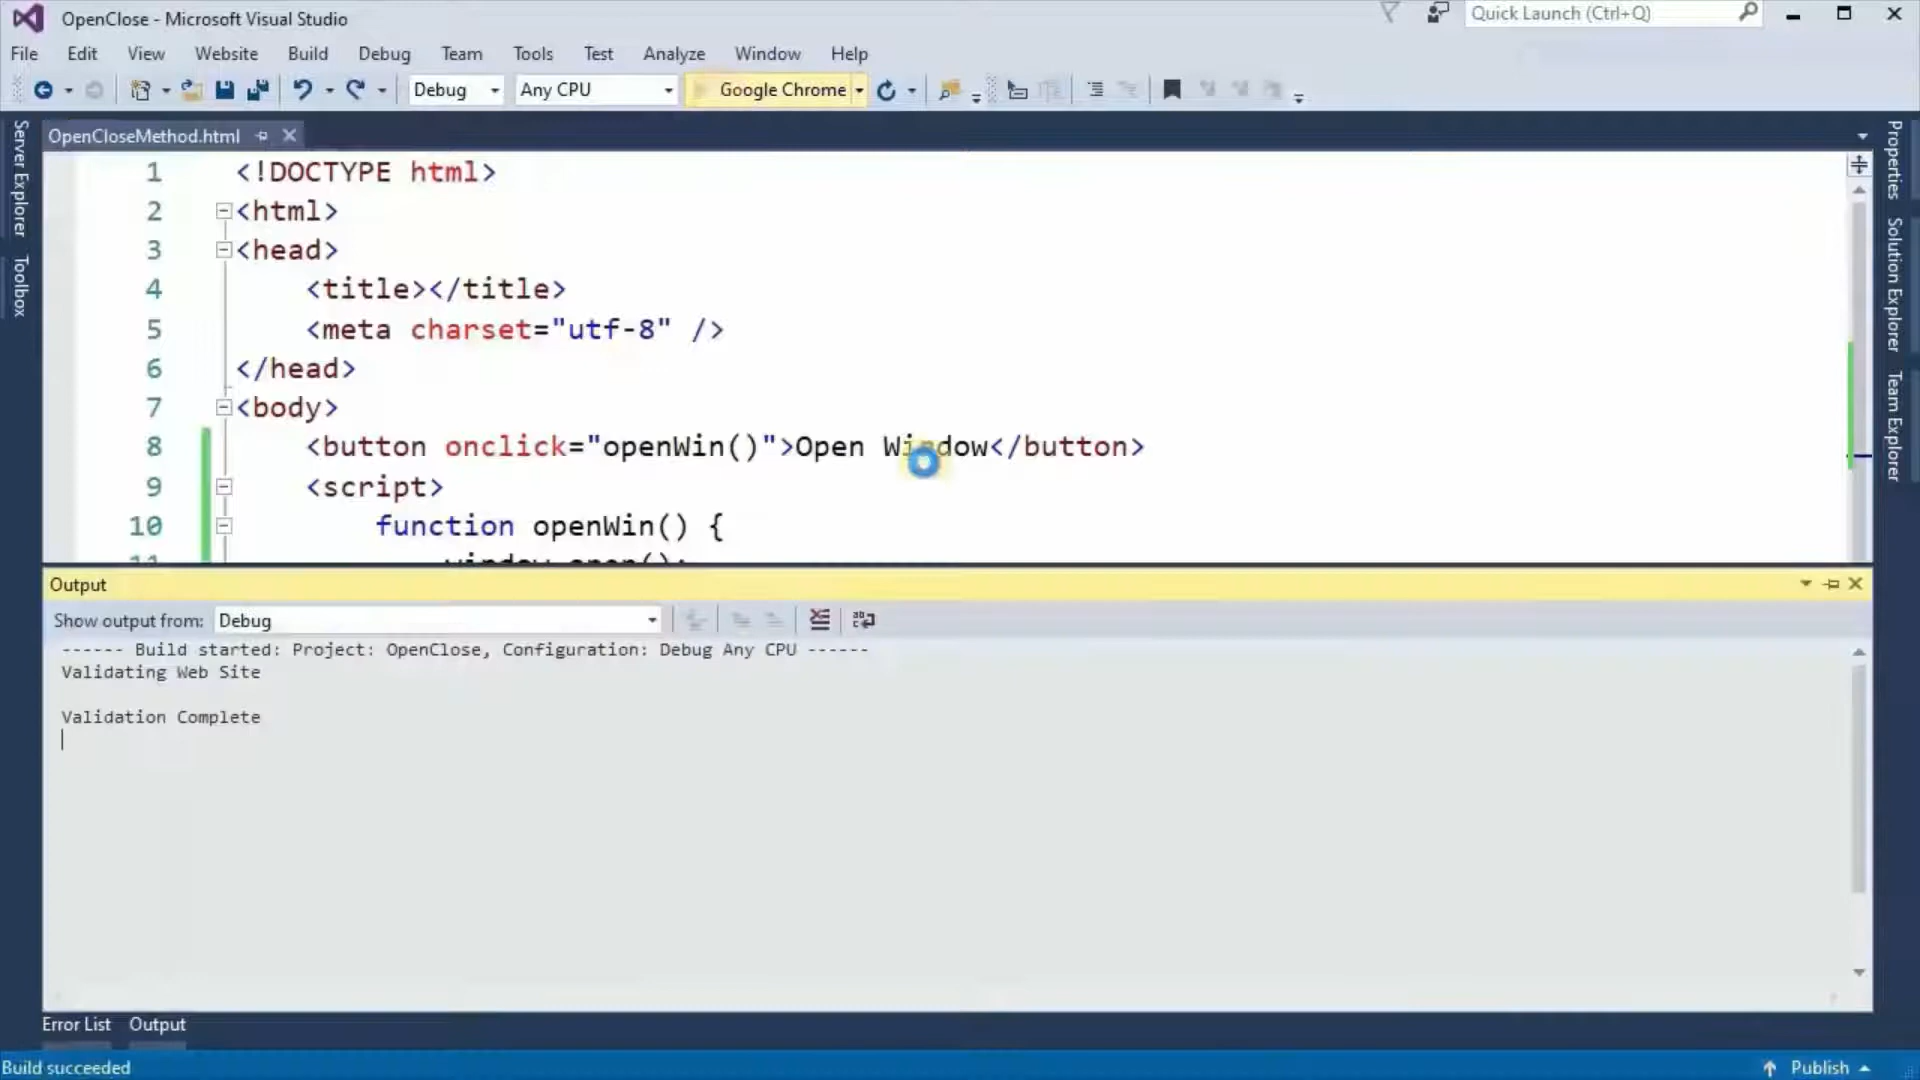 OpenClose - Microsoft Visual Studio
Quick Launch (Ctrl+Q)
File Edit View Website Build Debug Team Tools Test Analyze Window Help
Debug Any CPU Google Chrome
OpenCloseMethod.html
Server Explorer
Toolbox
Properties
Solution Explorer
Team Explorer
1 <!DOCTYPE html>
2 <html>
3 <head>
4 <title></title>
5 <meta charset="utf-8" />
6 </head>
7 <body>
8 <button onclick="openWin()">Open Window</button>
9 <script>
10 function openWin() {
11 window.open();
Output
Show output from: Debug
------ Build started: Project: OpenClose, Configuration: Debug Any CPU ------
Validating Web Site
Validation Complete
Error List Output
Build succeeded
Publish